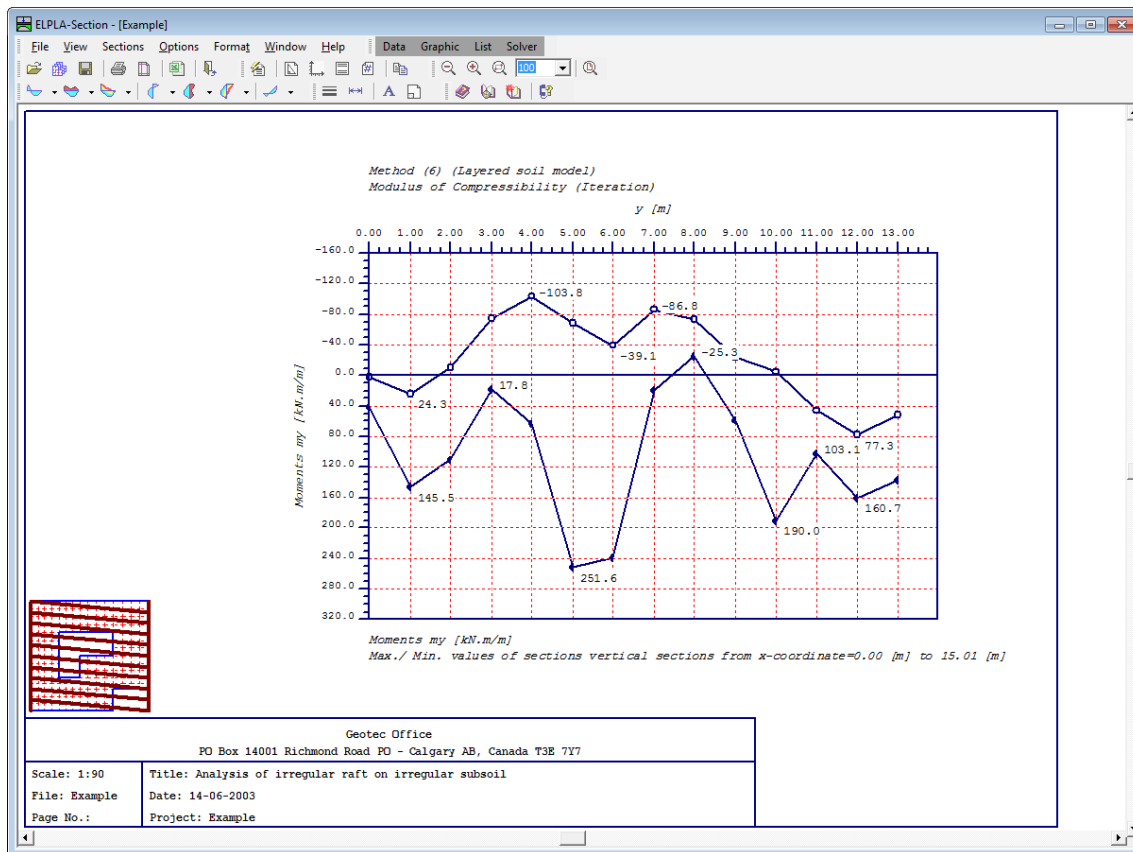 ELPLA-Section - [Example]
File View Sections Options Format Window Help Data Graphic List Solver
100
A
Method (6) (Layered soil model)
Modulus of Compressibility (Iteration)
y [m]
0.00 1.00 2.00 3.00 4.00 5.00 6.00 7.00 8.00 9.00 10.00 11.00 12.00 13.00
-160.0
-120.0
-80.0
-40.0
0.0
40.0
80.0
120.0
160.0
200.0
240.0
280.0
320.0
Moments my [kN.m/m]
-103.8
-86.8
-39.1
-25.3
24.3
17.8
77.3
103.1
145.5
160.7
190.0
251.6
Moments my [kN.m/m]
Max./ Min. values of sections vertical sections from x-coordinate=0.00 [m] to 15.01 [m]
Geotec Office
PO Box 14001 Richmond Road PO - Calgary AB, Canada T3E 7Y7
Scale: 1:90
Title: Analysis of irregular raft on irregular subsoil
File: Example
Date: 14-06-2003
Page No.:
Project: Example